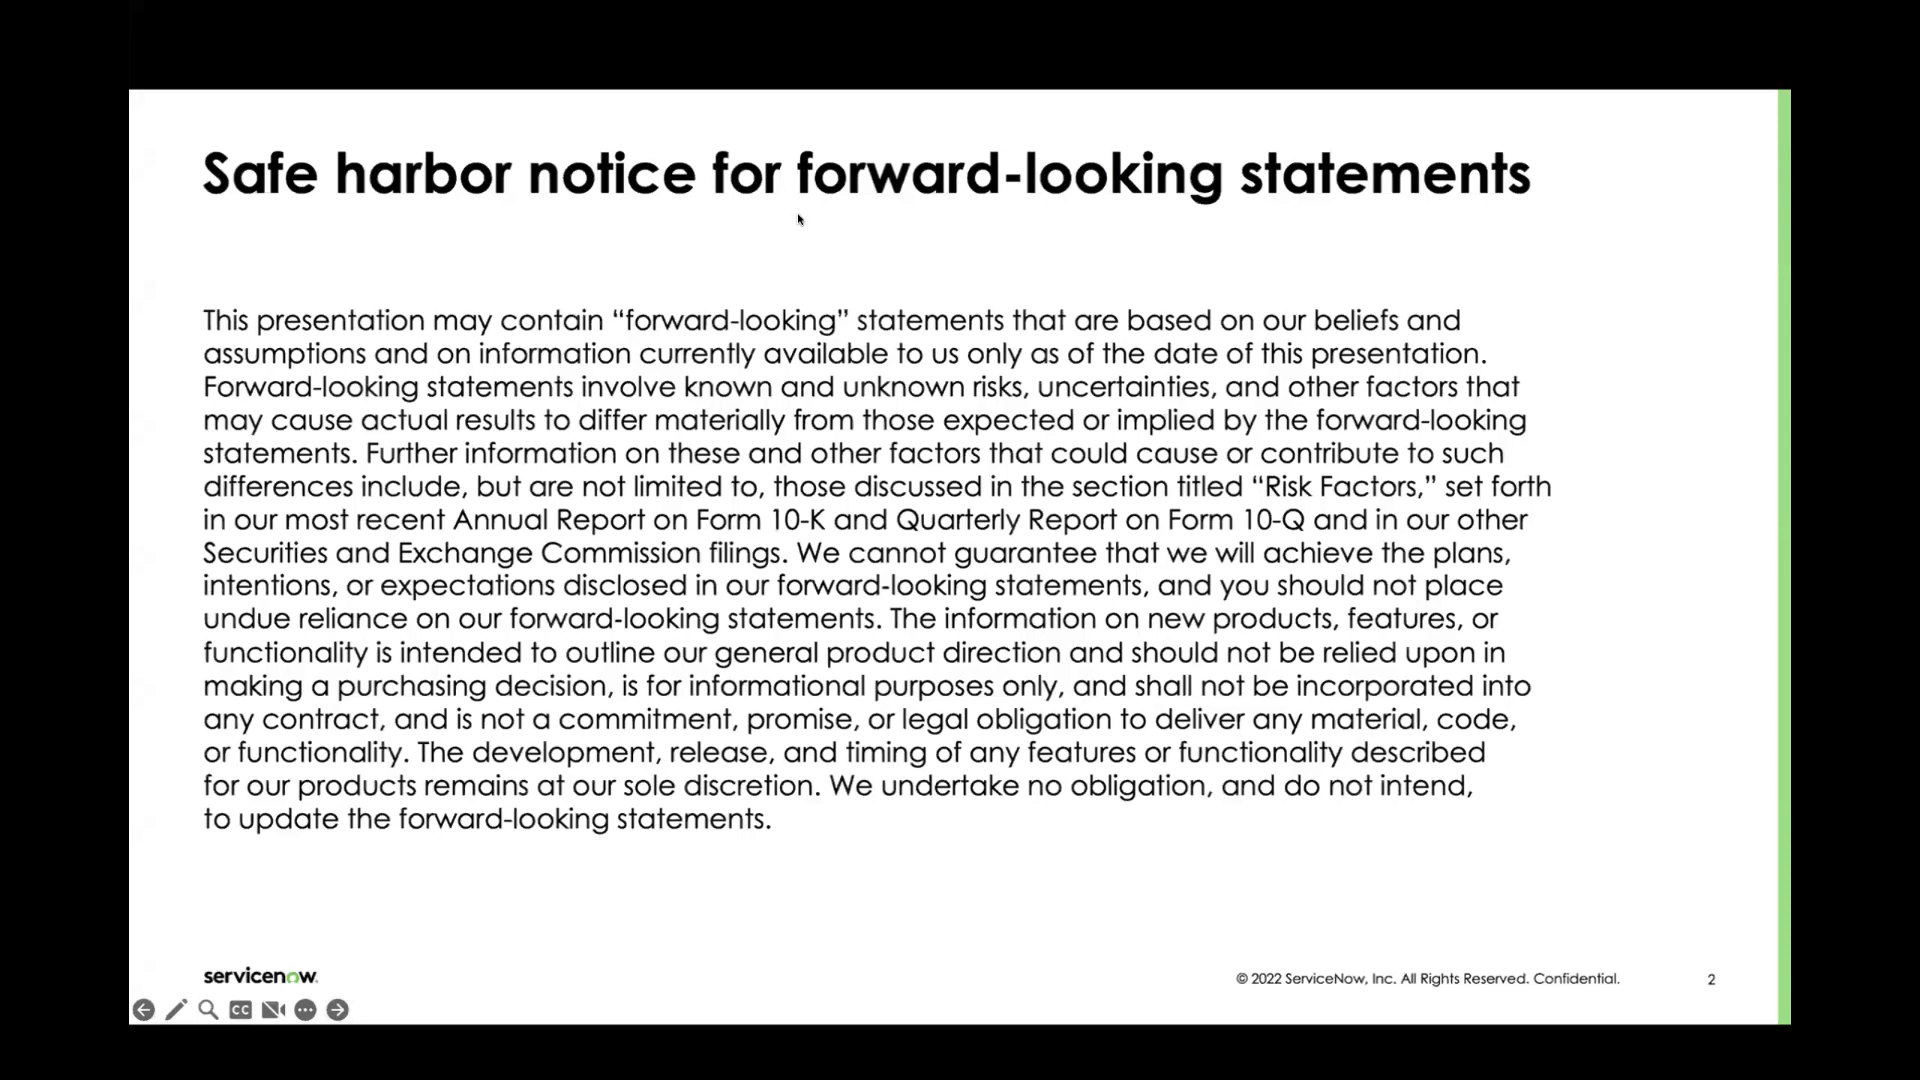 Safe harbor notice for forward-looking statements
This presentation may contain “forward-looking” statements that are based on our beliefs and
assumptions and on information currently available to us only as of the date of this presentation.
Forward-looking statements involve known and unknown risks, uncertainties, and other factors that
may cause actual results to differ materially from those expected or implied by the forward-looking
statements. Further information on these and other factors that could cause or contribute to such
differences include, but are not limited to, those discussed in the section titled “Risk Factors,” set forth
in our most recent Annual Report on Form 10-K and Quarterly Report on Form 10-Q and in our other
Securities and Exchange Commission filings. We cannot guarantee that we will achieve the plans,
intentions, or expectations disclosed in our forward-looking statements, and you should not place
undue reliance on our forward-looking statements. The information on new products, features, or
functionality is intended to outline our general product direction and should not be relied upon in
making a purchasing decision, is for informational purposes only, and shall not be incorporated into
any contract, and is not a commitment, promise, or legal obligation to deliver any material, code,
or functionality. The development, release, and timing of any features or functionality described
for our products remains at our sole discretion. We undertake no obligation, and do not intend,
to update the forward-looking statements.
servicenow.
© 2022 ServiceNow, Inc. All Rights Reserved. Confidential.
2
CC